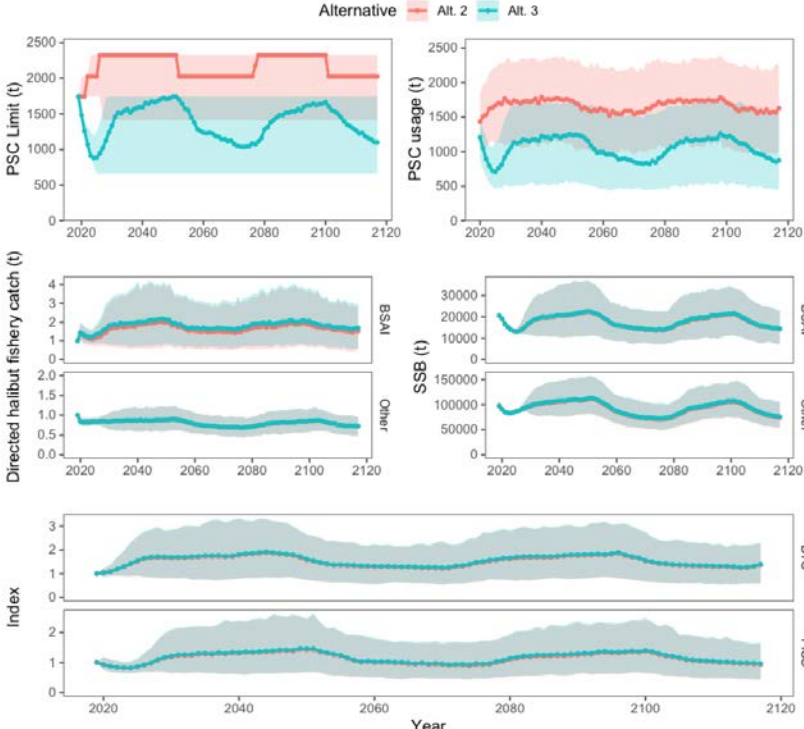 Alternative Alt. 2 Alt. 3
PSC Limit (t)
2500
2000
1500
1000
500
0
2020 2040 2060 2080 2100 2120
PSC usage (t)
2500
2000
1500
1000
500
0
2020 2040 2060 2080 2100 2120
Directed halibut fishery catch (t)
4
3
2
1
0
BSAI
2.0
1.5
1.0
0.5
0.0
Other
2020 2040 2060 2080 2100 2120
SSB (t)
30000
20000
10000
0
150000
100000
50000
0
2020 2040 2060 2080 2100 2120
Index
3
2
1
0
2
1
0
2020 2040 2060 2080 2100 2120
Year